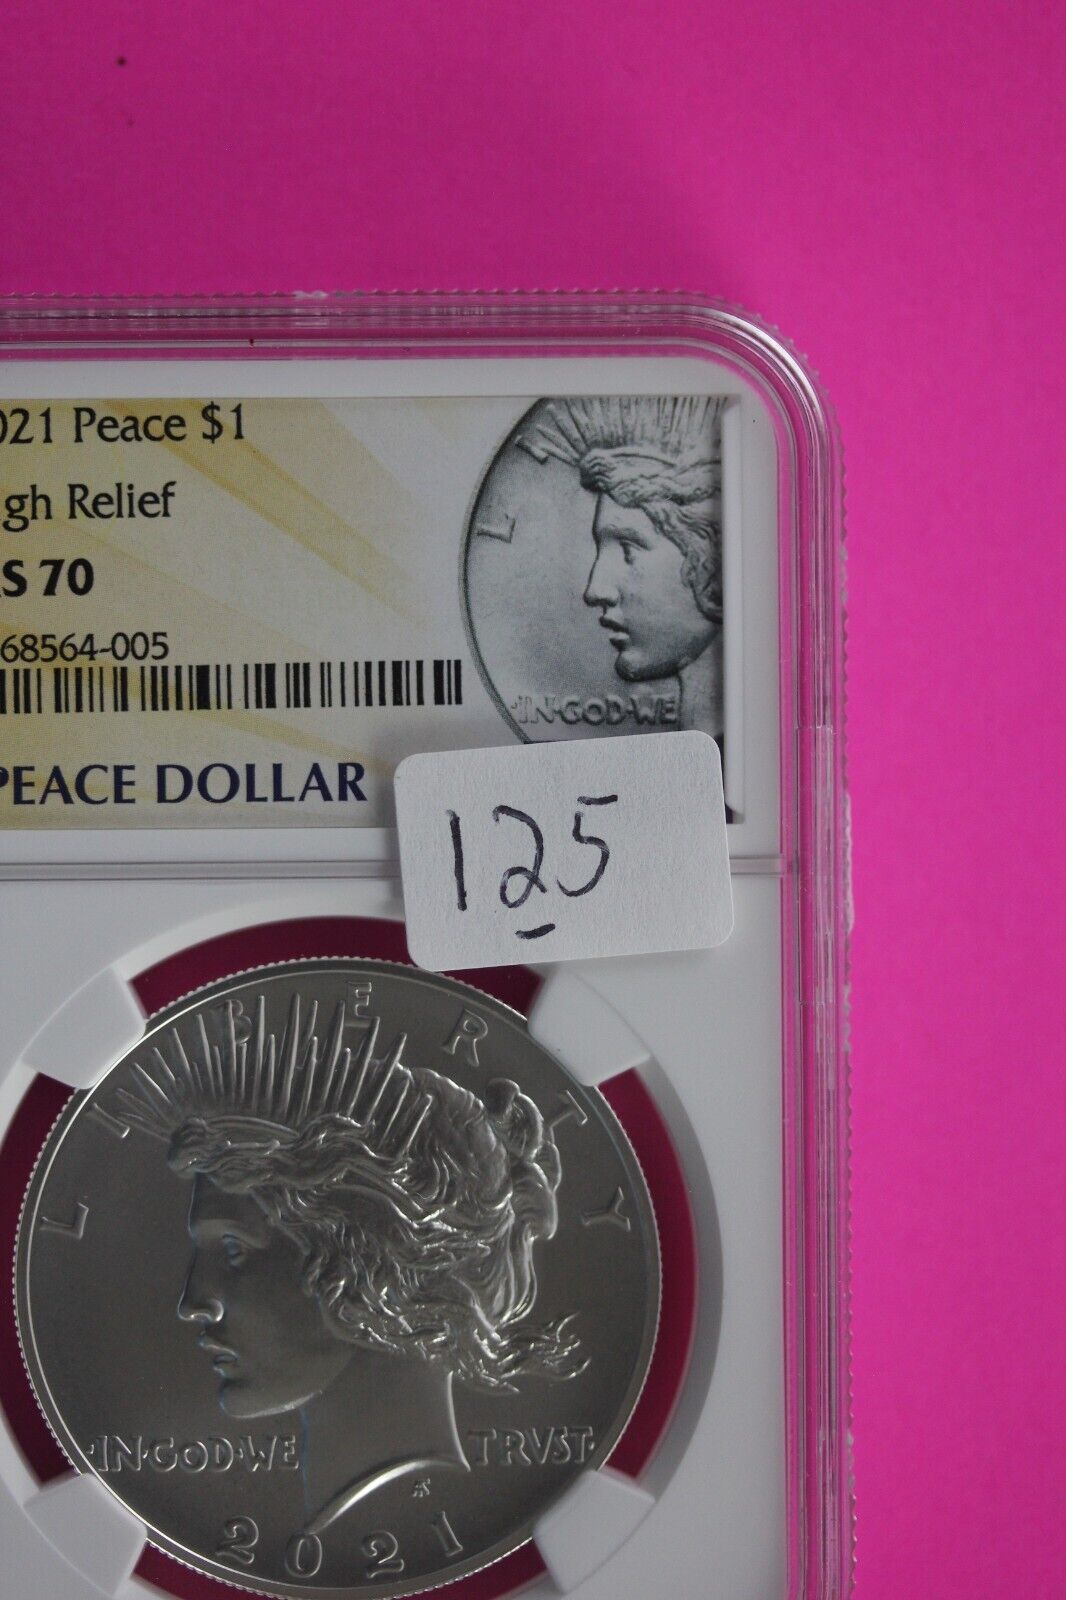 021 Peace $1
gh Relief
S 70
68564-005
PEACE DOLLAR
L I
·IN·GOD·WE
125
LIBERTY
·IN·GOD·WE TRVST·
2021